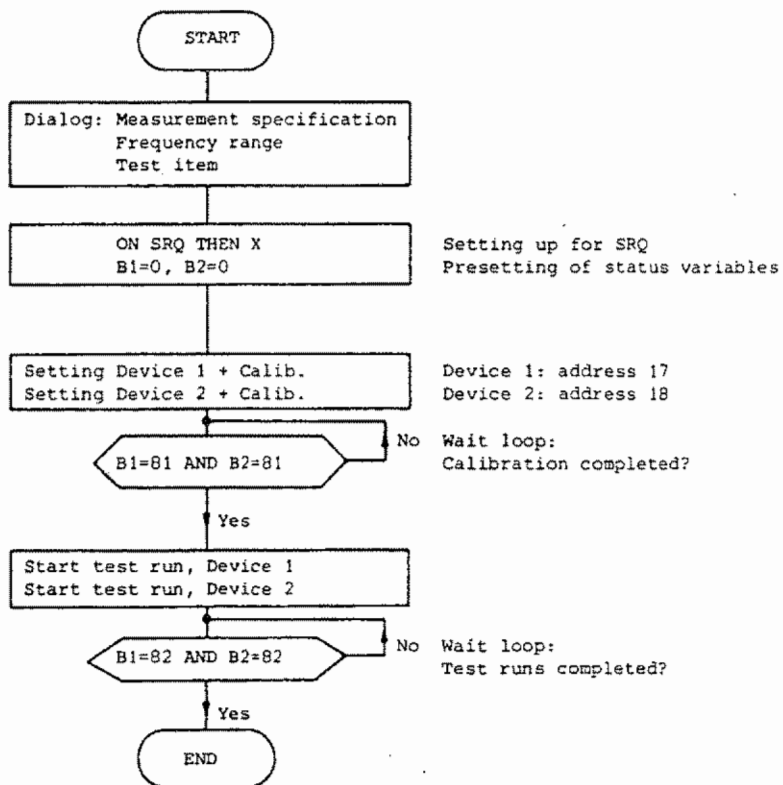 START
Dialog: Measurement specification
Frequency range
Test item
ON SRQ THEN X
B1=0, B2=0
Setting up for SRQ
Presetting of status variables
Setting Device 1 + Calib.
Setting Device 2 + Calib.
Device 1: address 17
Device 2: address 18
B1=81 AND B2=81
No
Wait loop:
Calibration completed?
Yes
Start test run, Device 1
Start test run, Device 2
B1=82 AND B2=82
No
Wait loop:
Test runs completed?
Yes
END